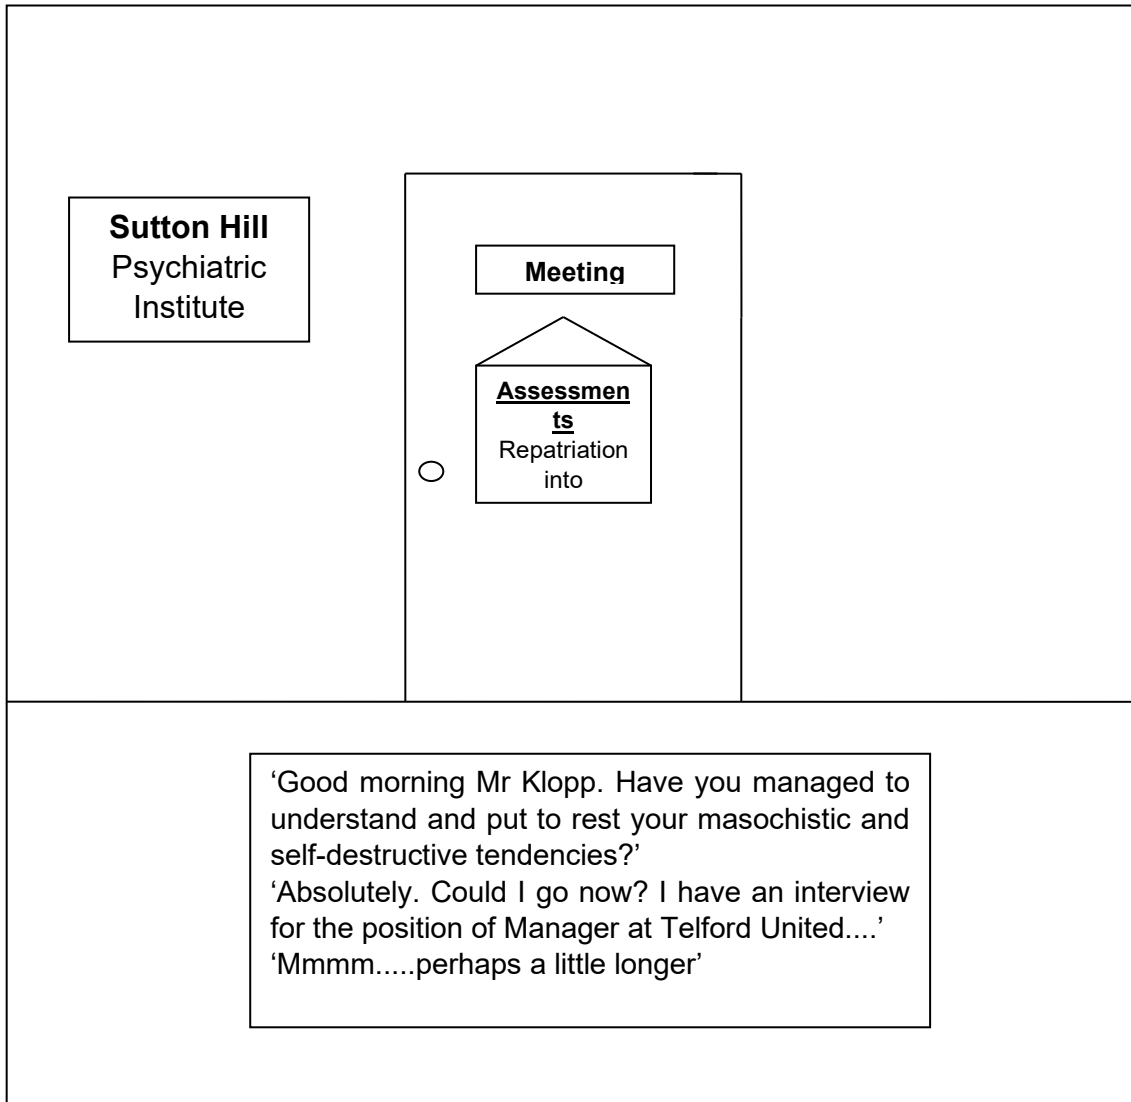 Sutton Hill
Psychiatric
Institute
Meeting
Assessmen
ts
Repatriation
into
‘Good morning Mr Klopp. Have you managed to
understand and put to rest your masochistic and
self-destructive tendencies?’
‘Absolutely. Could I go now? I have an interview
for the position of Manager at Telford United....’
‘Mmmm.....perhaps a little longer’